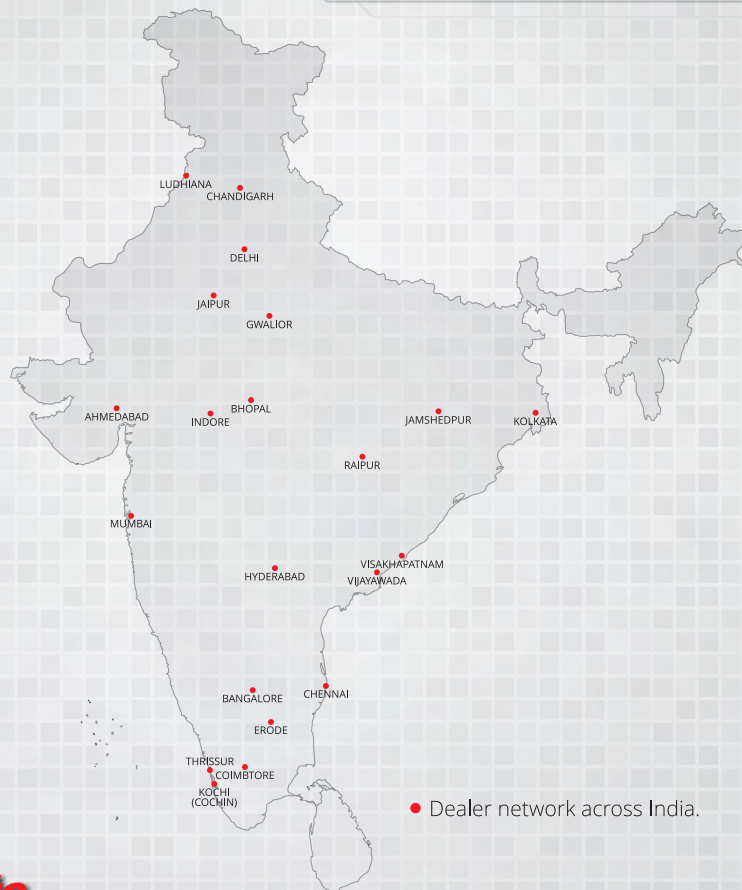 LUDHIANA
CHANDIGARH
DELHI
JAIPUR
GWALIOR
AHMEDABAD
INDORE
BHOPAL
JAMSHEDPUR
KOLKATA
RAIPUR
MUMBAI
HYDERABAD
VISAKHAPATNAM
VIJAYAWADA
BANGALORE
CHENNAI
ERODE
THRISSUR
COIMBTORE
KOCHI
(COCHIN)
Dealer network across India.